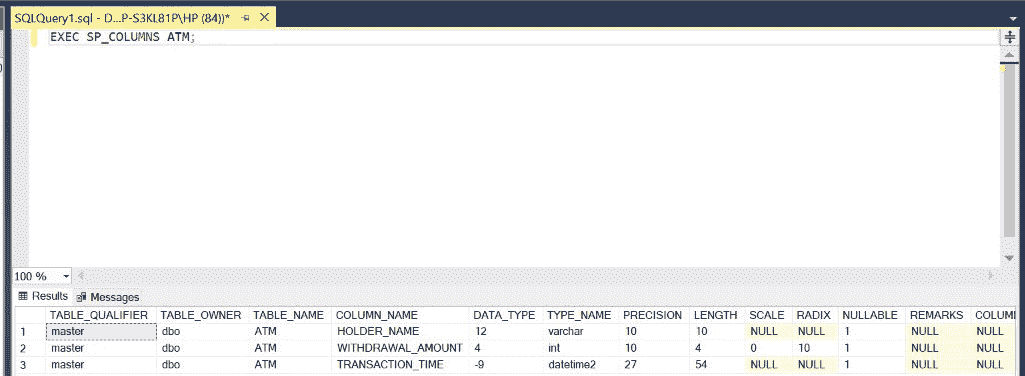 SQLQuery1.sql - D...P-S3KL81P\HP (84))*
EXEC SP_COLUMNS ATM;
100 %
Results Messages
TABLE_QUALIFIER TABLE_OWNER TABLE_NAME COLUMN_NAME DATA_TYPE TYPE_NAME PRECISION LENGTH SCALE RADIX NULLABLE REMARKS COLUM
1 master dbo ATM HOLDER_NAME 12 varchar 10 10 NULL NULL 1 NULL NULL
2 master dbo ATM WITHDRAWAL_AMOUNT 4 int 10 4 0 10 1 NULL NULL
3 master dbo ATM TRANSACTION_TIME -9 datetime2 27 54 NULL NULL 1 NULL NULL